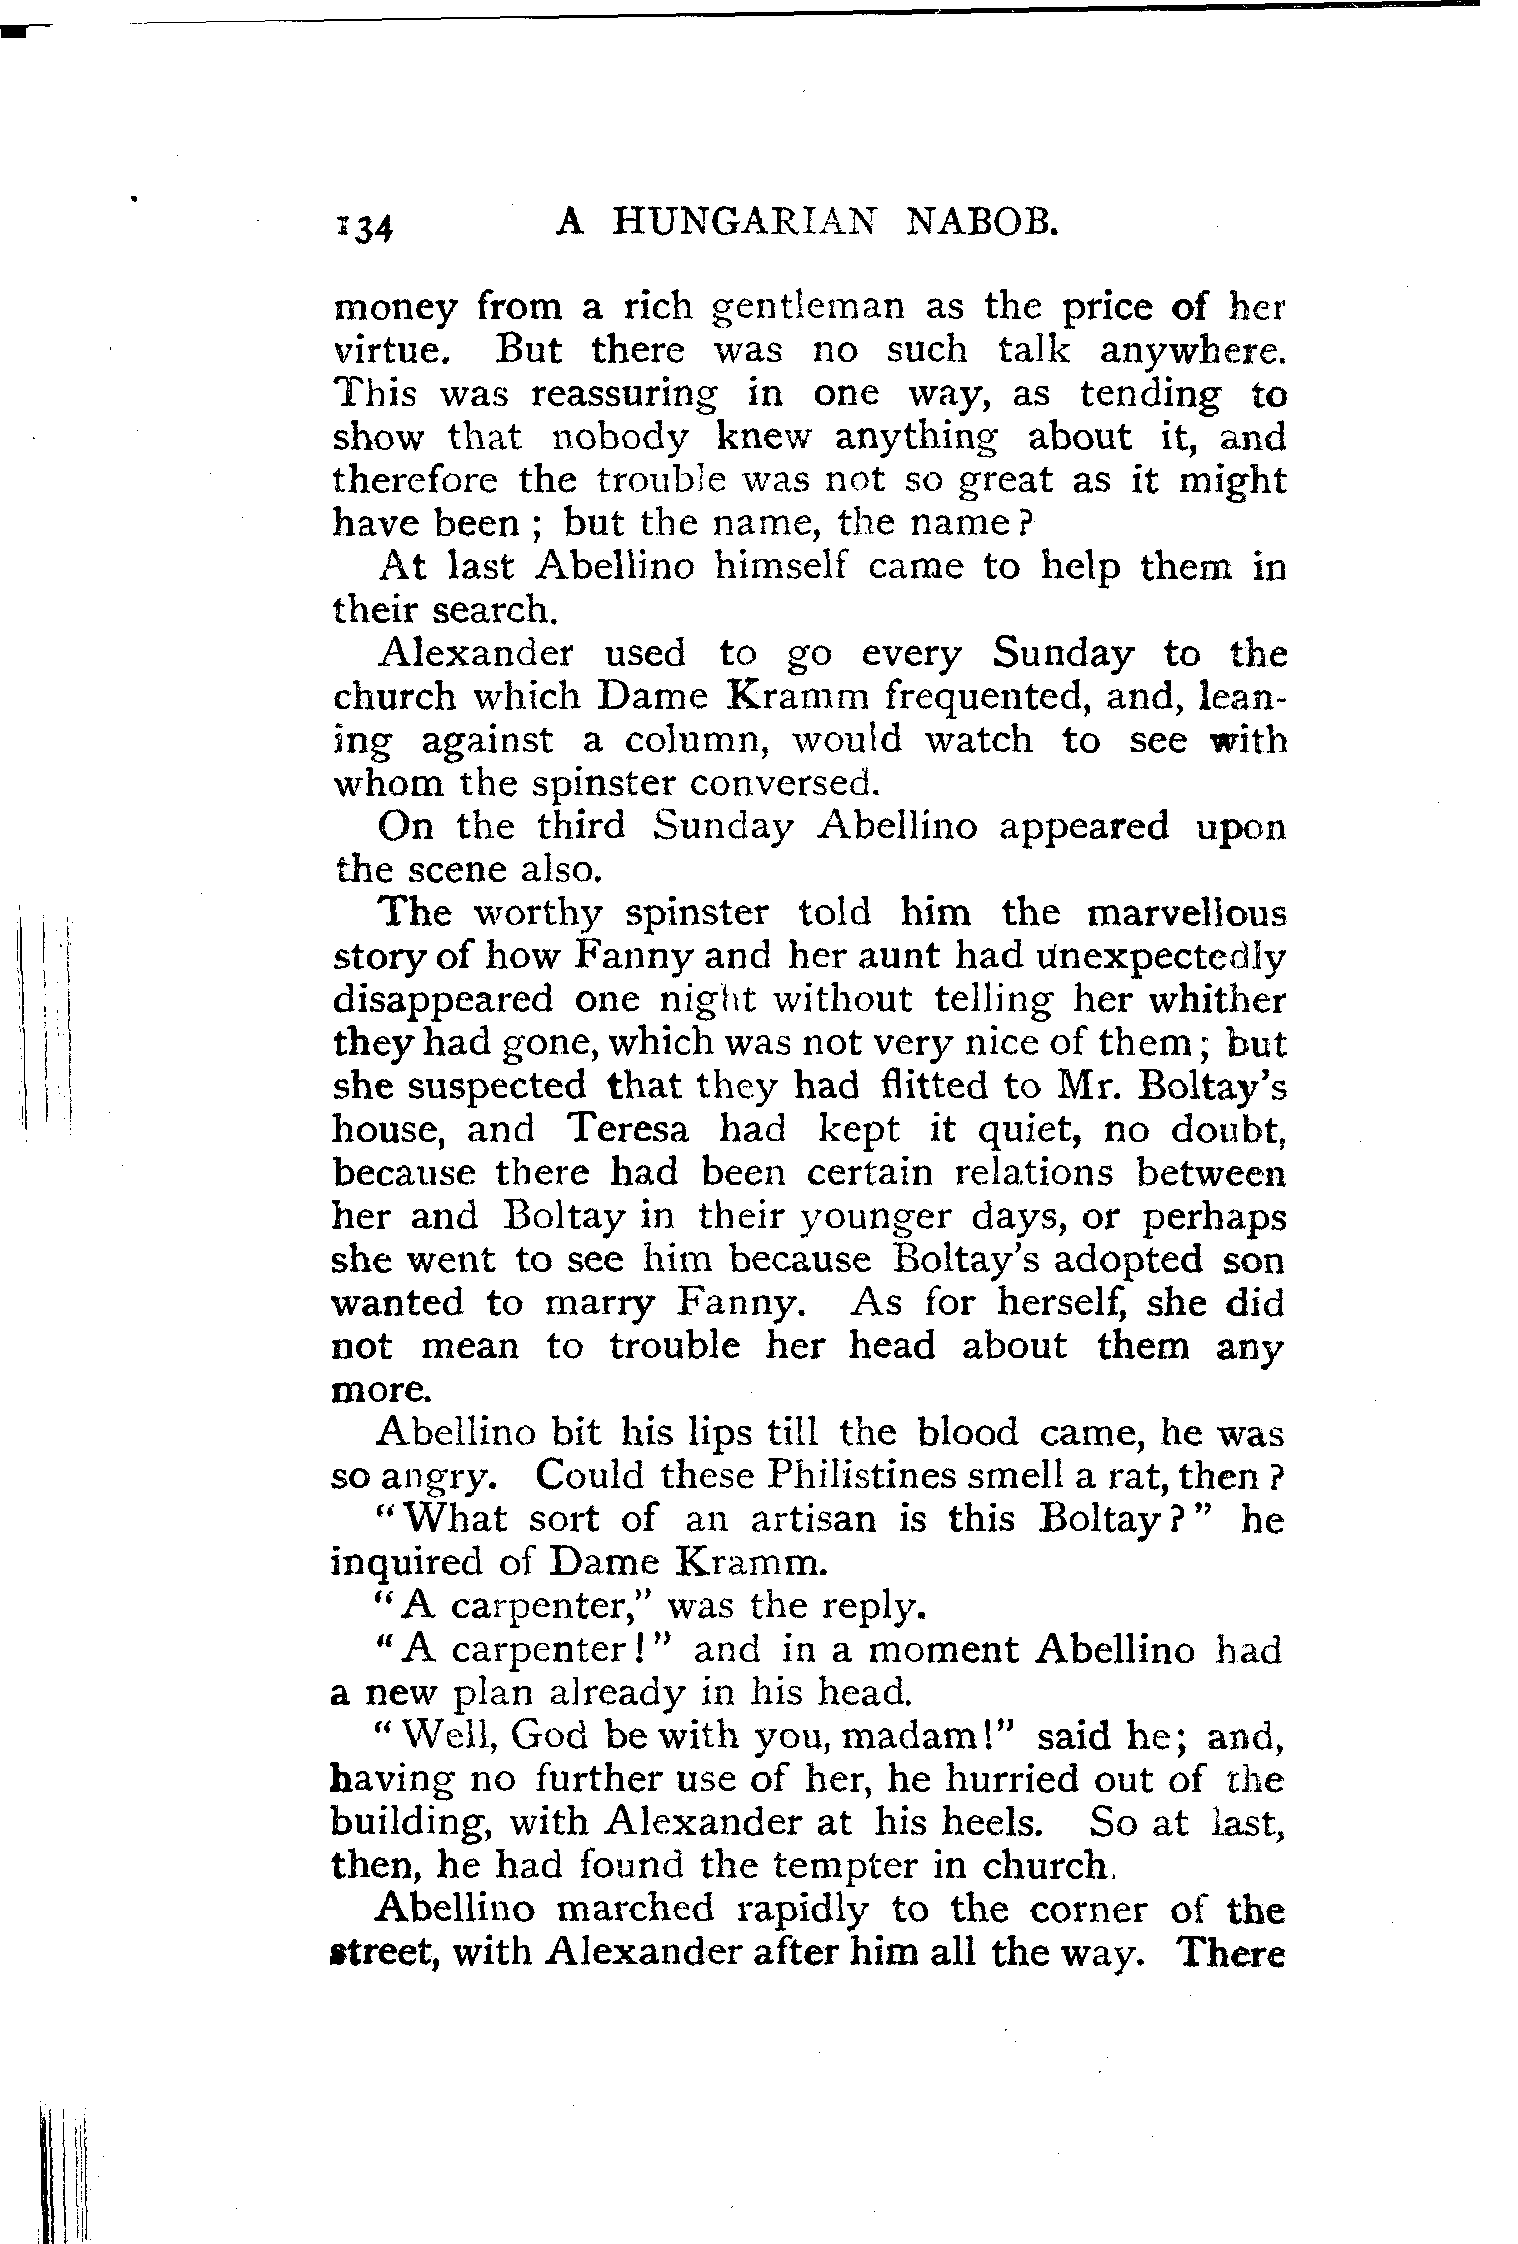 134 A HUNGARIAN NABOB.
money from a rich gentleman as the price of her
virtue. But there was no such talk anywhere.
This was reassuring in one way, as tending to
show that nobody knew anything about it, and
therefore the trouble was not so great as it might
have been ; but the name, the name ?
At last Abellino himself came to help them in
their search.
Alexander used to go every Sunday to the
church which Dame Kramm frequented, and, lean-
ing against a column, would watch to see with
whom the spinster conversed.
On the third Sunday Abellino appeared upon
the scene also.
The worthy spinster told him the marvellous
story of how Fanny and her aunt had unexpectedly
disappeared one night without telling her whither
they had gone, which was not very nice of them ; but
she suspected that they had flitted to Mr. Boltay's
house, and Teresa had kept it quiet, no doubt,
because there had been certain relations between
her and Boltay in their younger days, or perhaps
she went to see him because Boltay's adopted son
wanted to marry Fanny. As for herself, she did
not mean to trouble her head about them any
more.
Abellino bit his lips till the blood came, he was
so angry. Could these Philistines smell a rat, then ?
"What sort of an artisan is this Boltay?" he
inquired of Dame Kramm.
"A carpenter," was the reply.
"A carpenter!" and in a moment Abellino had
a new plan already in his head.
"Well, God be with you, madam!" said he; and,
having no further use of her, he hurried out of the
building, with Alexander at his heels. So at last,
then, he had found the tempter in church.
Abellino marched rapidly to the corner of the
street, with Alexander after him all the way. There